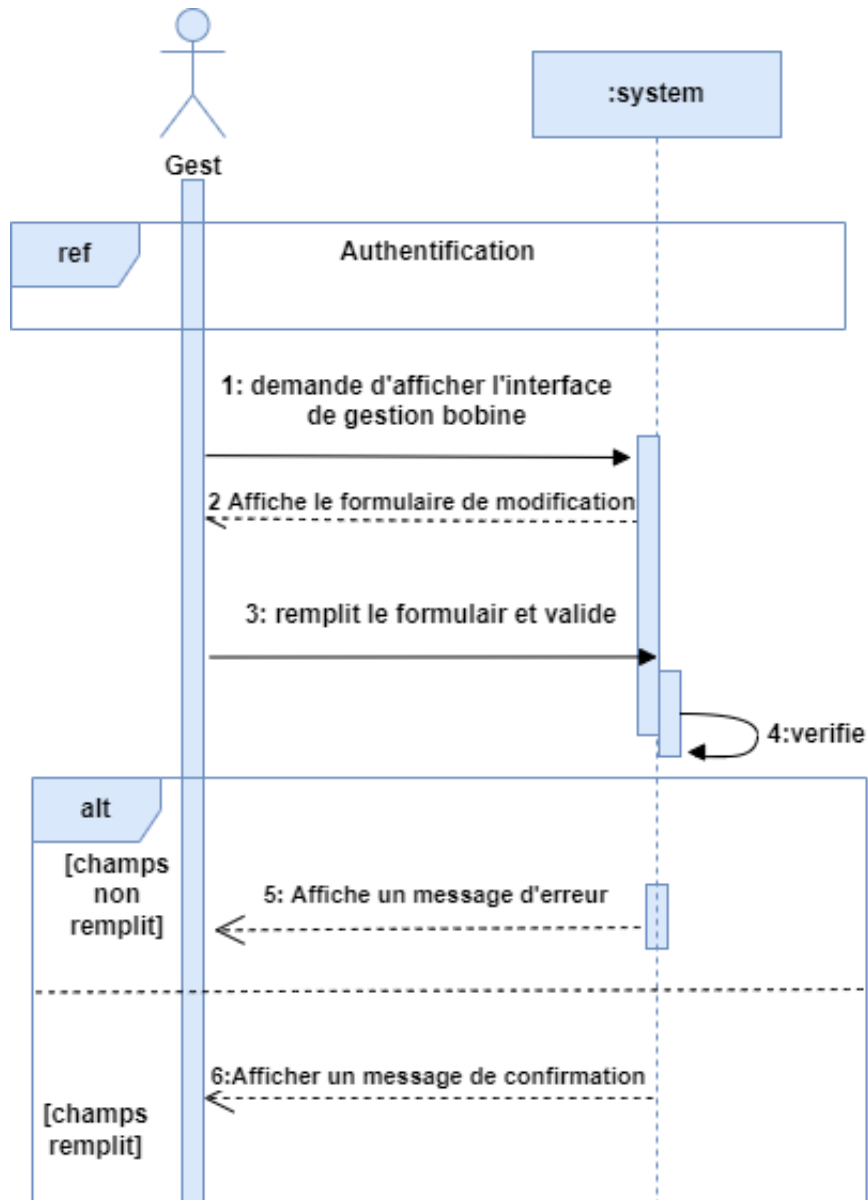 :system
Gest
ref
Authentification
1: demande d'afficher l'interface
de gestion bobine
2 Affiche le formulaire de modification
3: remplit le formulair et valide
4:verifie
alt
[champs
non
remplit]
5: Affiche un message d'erreur
6:Afficher un message de confirmation
[champs
remplit]